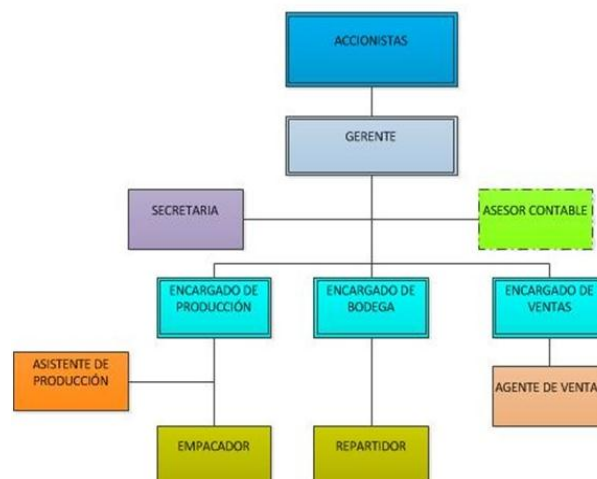 ACCIONISTAS
GERENTE
SECRETARIA
ASESOR CONTABLE
ENCARGADO DE
PRODUCCIÓN
ENCARGADO DE
BODEGA
ENCARGADO DE
VENTAS
ASISTENTE DE
PRODUCCIÓN
AGENTE DE VENTA
EMPACADOR
REPARTIDOR